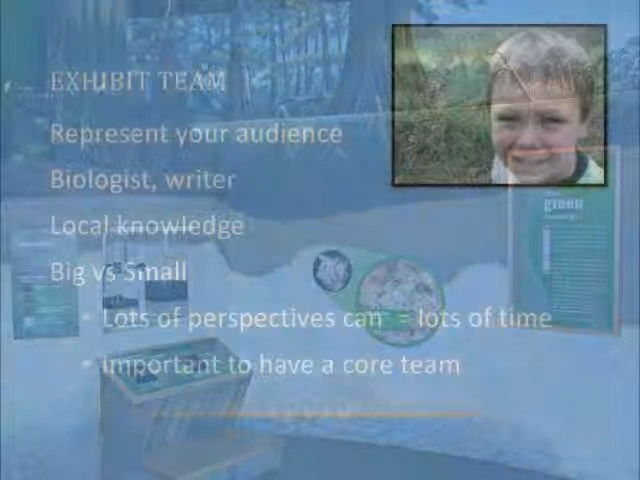 EXHIBIT TEAM
Represent your audience
Biologist, writer
Local knowledge
green
Big vs Small
• Lots of perspectives can = lots of time
• Important to have a core team